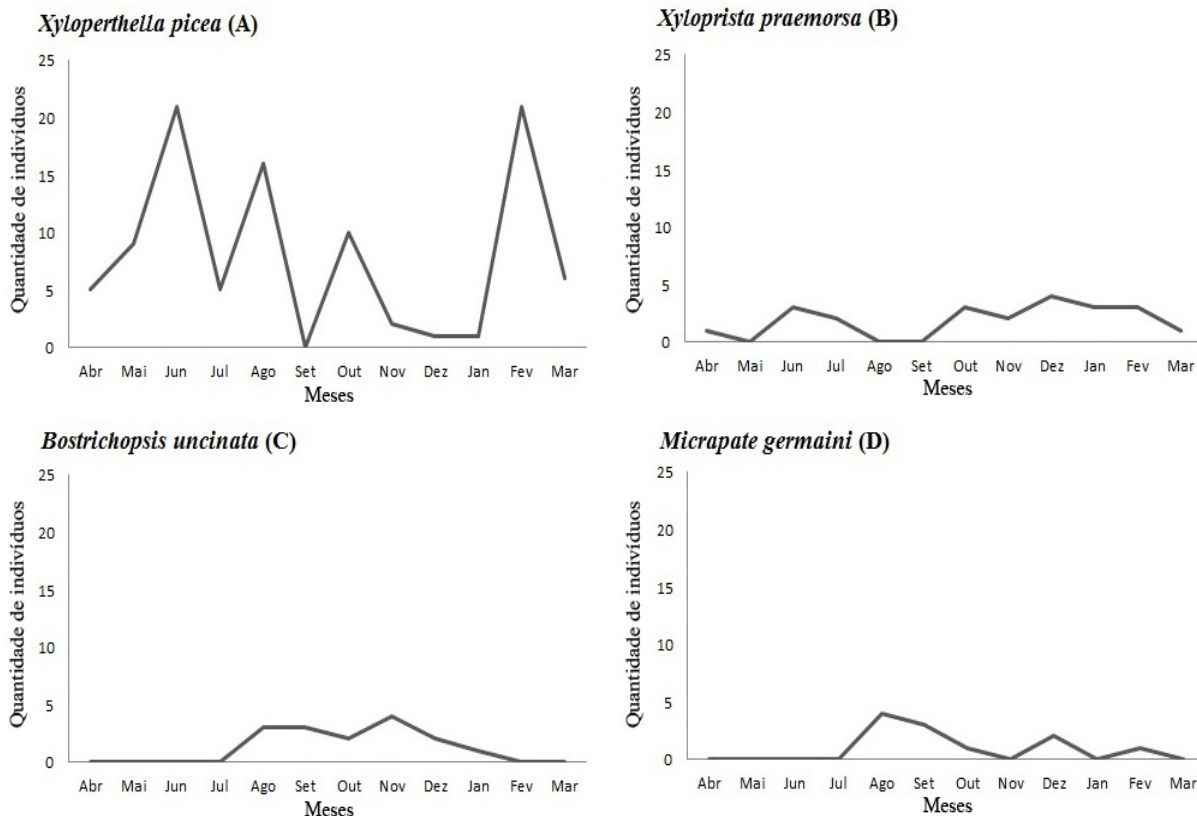 Xyloperthella picea (A)
Quantidade de indivíduos
25
20
15
10
5
0
Abr Mai Jun Jul Ago Set Out Nov Dez Jan Fev Mar
Meses
Xyloprista praemorsa (B)
Quantidade de indivíduos
25
20
15
10
5
0
Abr Mai Jun Jul Ago Set Out Nov Dez Jan Fev Mar
Meses
Bostrichopsis uncinata (C)
Quantidade de indivíduos
25
20
15
10
5
0
Abr Mai Jun Jul Ago Set Out Nov Dez Jan Fev Mar
Meses
Micrapate germaini (D)
Quantidade de indivíduos
25
20
15
10
5
0
Abr Mai Jun Jul Ago Set Out Nov Dez Jan Fev Mar
Meses